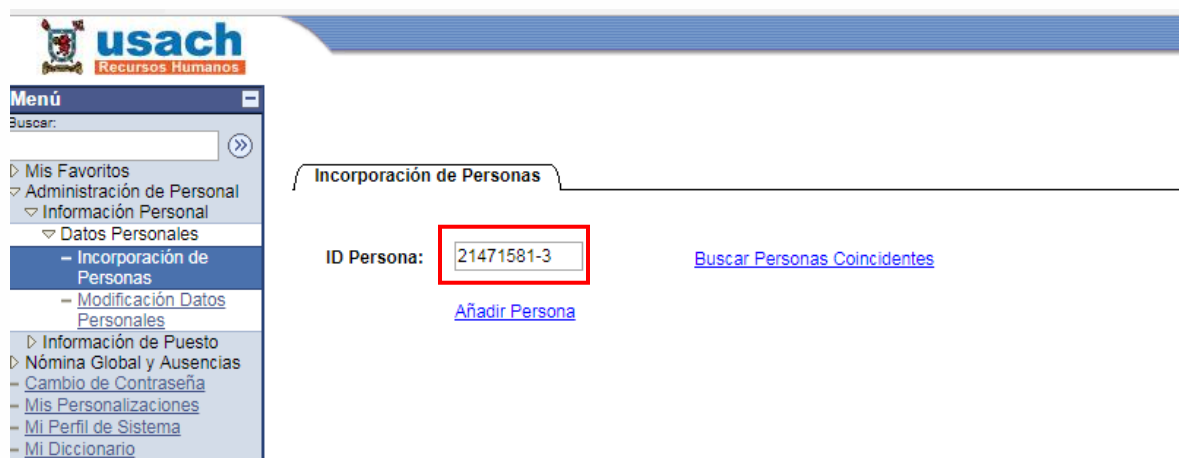 usach
Recursos Humanos
Menú
Buscar:
Mis Favoritos
Administración de Personal
Información Personal
Datos Personales
Incorporación de
Personas
Modificación Datos
Personales
Información de Puesto
Nómina Global y Ausencias
Cambio de Contraseña
Mis Personalizaciones
Mi Perfil de Sistema
Mi Diccionario
Incorporación de Personas
ID Persona: 21471581-3 Buscar Personas Coincidentes
Añadir Persona